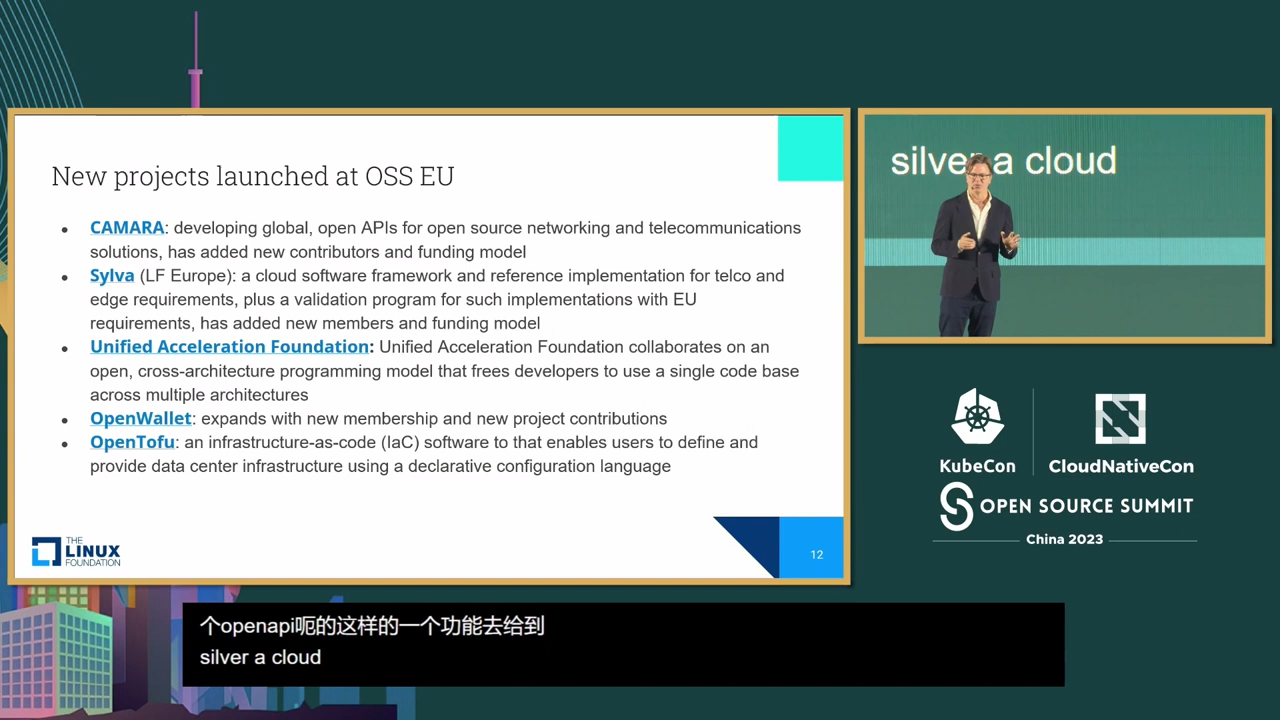 New projects launched at OSS EU
CAMARA: developing global, open APIs for open source networking and telecommunications
solutions, has added new contributors and funding model
Sylva (LF Europe): a cloud software framework and reference implementation for telco and
edge requirements, plus a validation program for such implementations with EU
requirements, has added new members and funding model
Unified Acceleration Foundation: Unified Acceleration Foundation collaborates on an
open, cross-architecture programming model that frees developers to use a single code base
across multiple architectures
OpenWallet: expands with new membership and new project contributions
OpenTofu: an infrastructure-as-code (IaC) software to that enables users to define and
provide data center infrastructure using a declarative configuration language
THE
LINUX
FOUNDATION
12
silver a cloud
KubeCon
CloudNativeCon
OPEN SOURCE SUMMIT
China 2023
个openapi呃的这样的一个功能去给到
silver a cloud